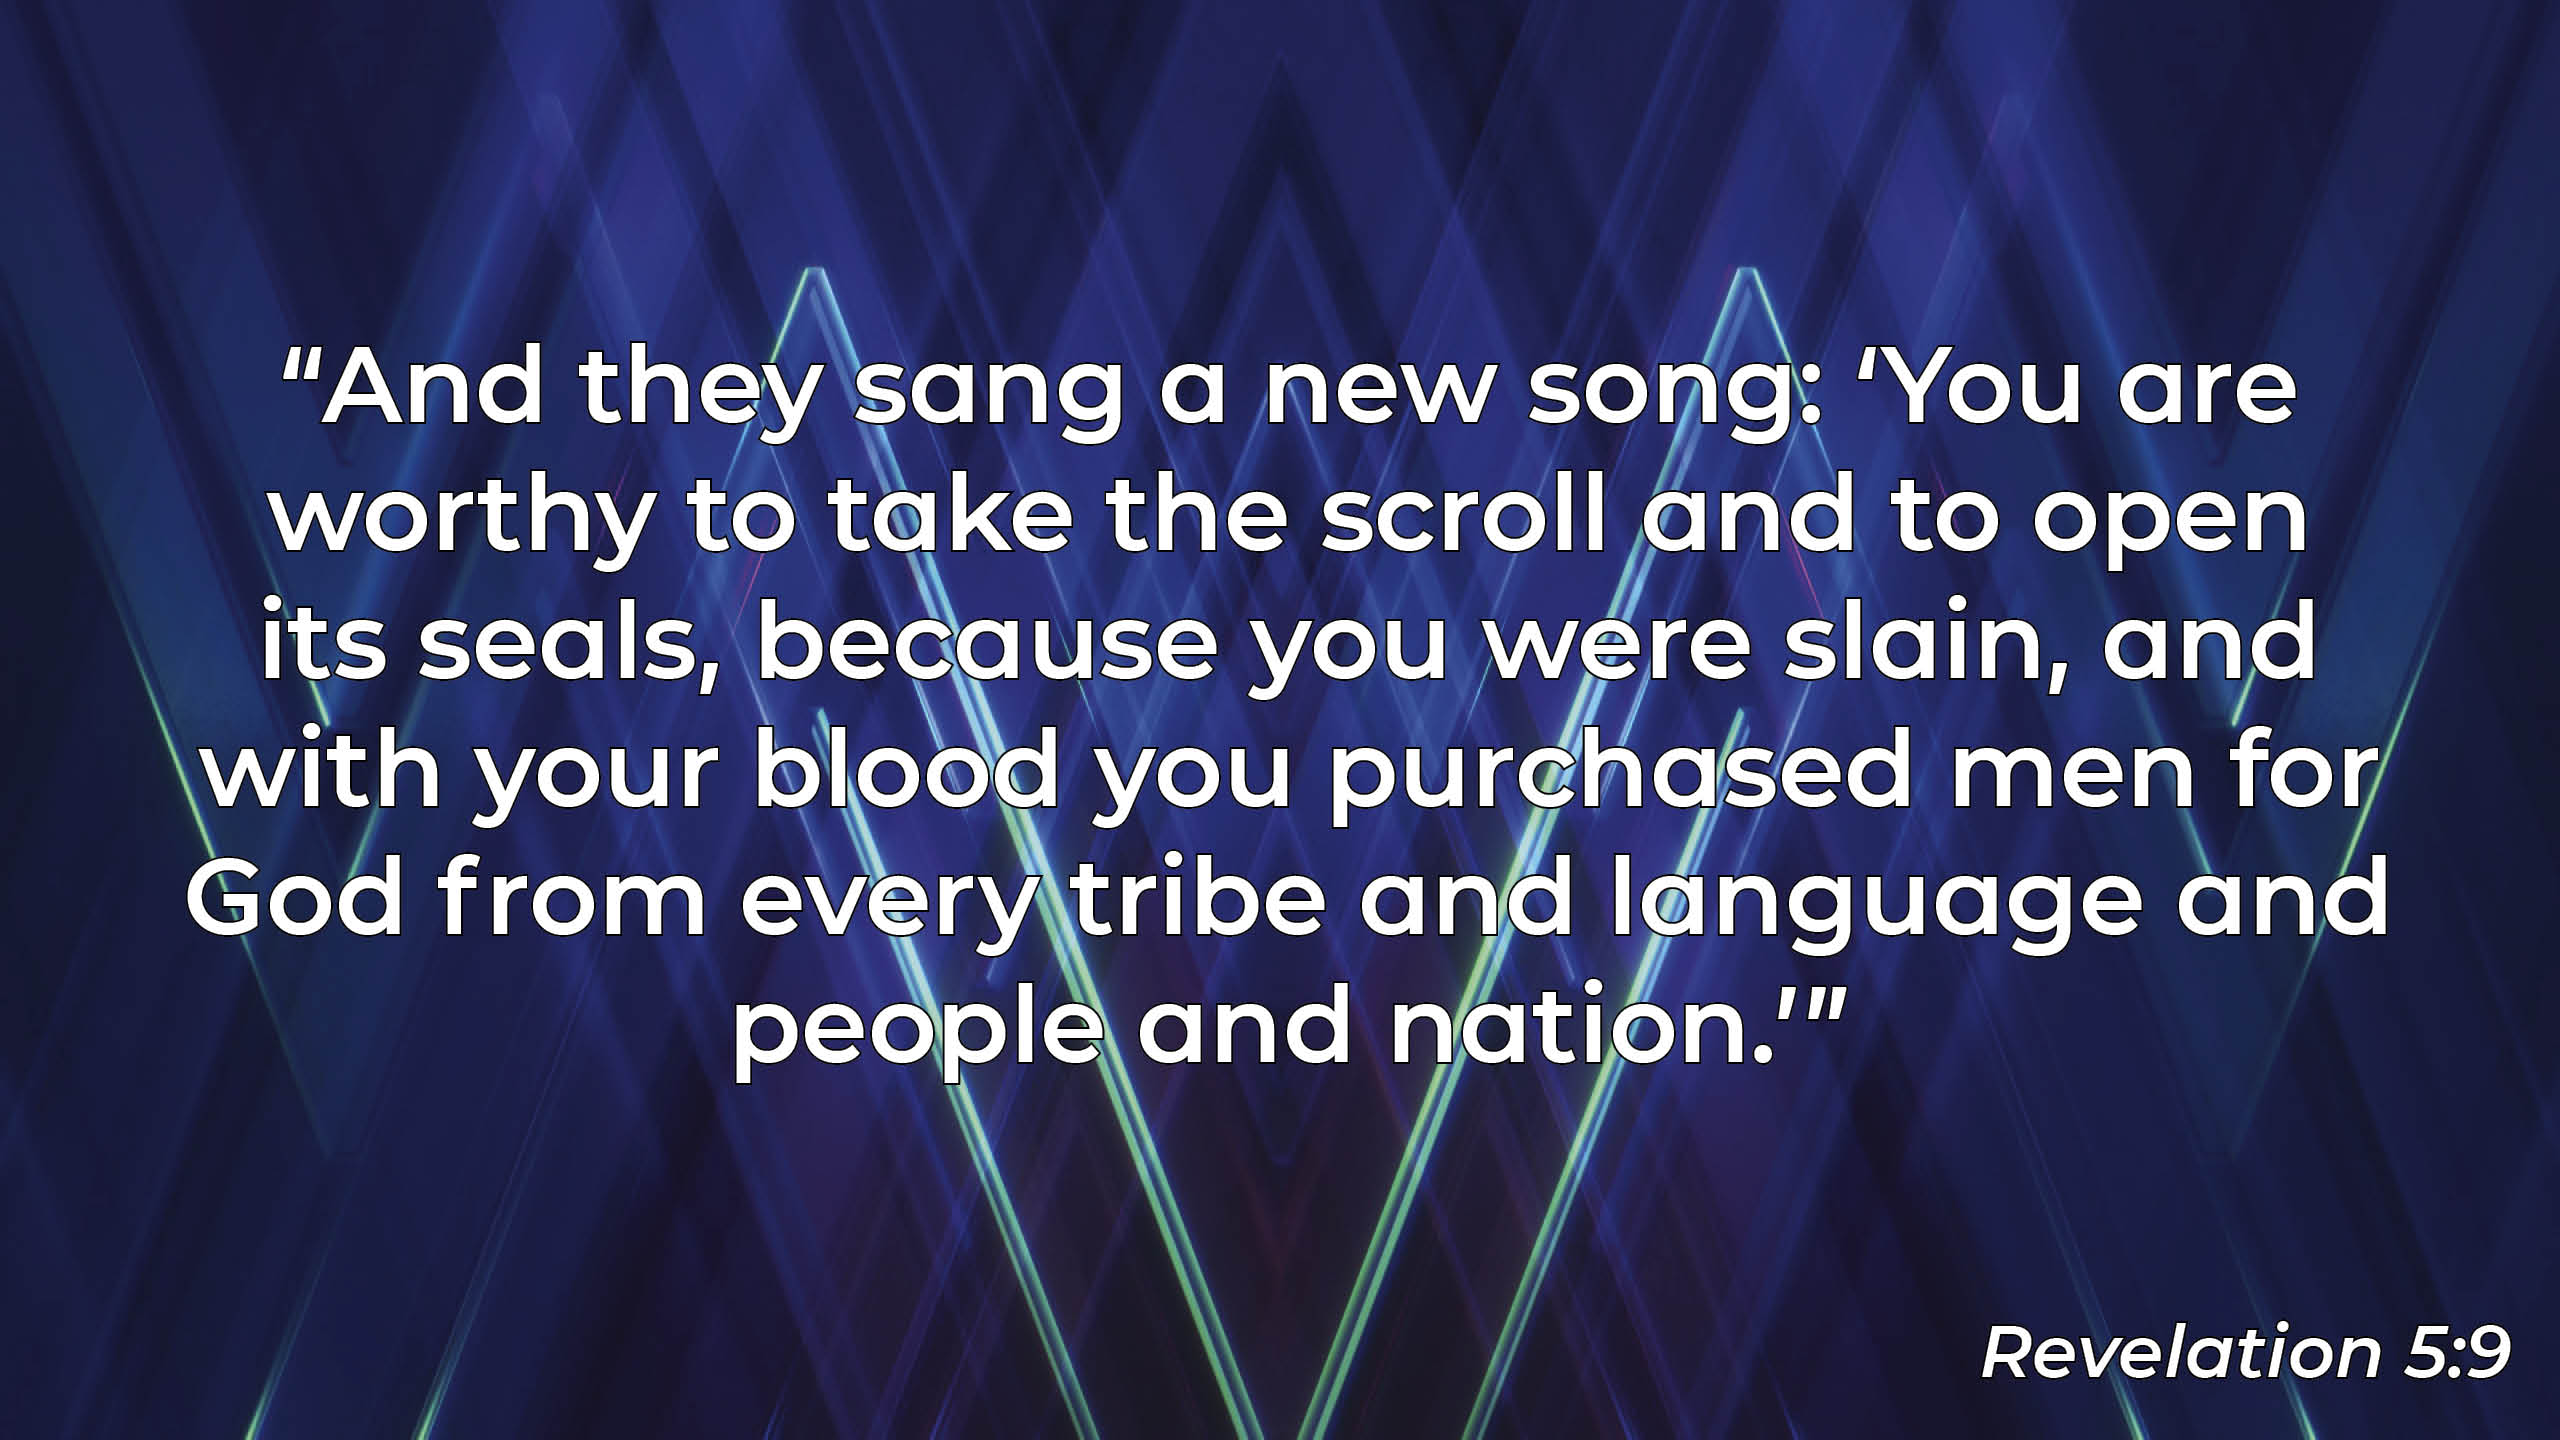 “And they sang a new song: ‘You are
worthy to take the scroll and to open
its seals, because you were slain, and
with your blood you purchased men for
God from every tribe and language and
people and nation.’”
Revelation 5:9